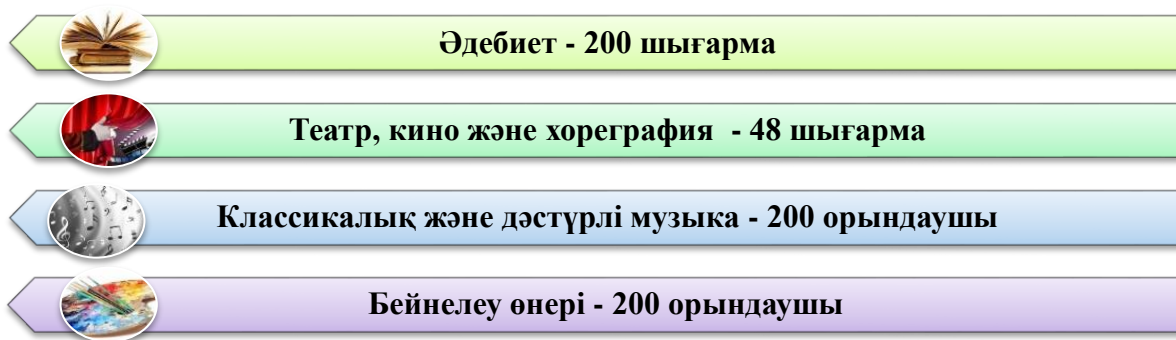 Әдебиет - 200 шығарма
Театр, кино және хореграфия - 48 шығарма
Классикалық және дәстүрлі музыка - 200 орындаушы
Бейнелеу өнері - 200 орындаушы